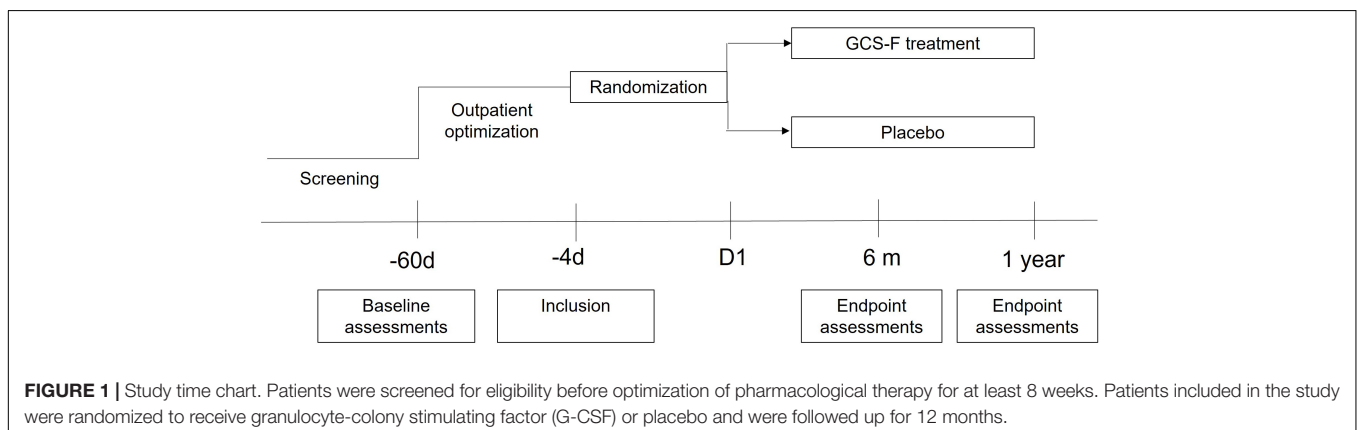 GCS-F treatment
Randomization
Outpatient
optimization
Placebo
Screening
-60d
-4d
D1
6 m
1 year
Baseline
assessments
Inclusion
Endpoint
assessments
Endpoint
assessments
FIGURE 1 | Study time chart. Patients were screened for eligibility before optimization of pharmacological therapy for at least 8 weeks. Patients included in the study
were randomized to receive granulocyte-colony stimulating factor (G-CSF) or placebo and were followed up for 12 months.